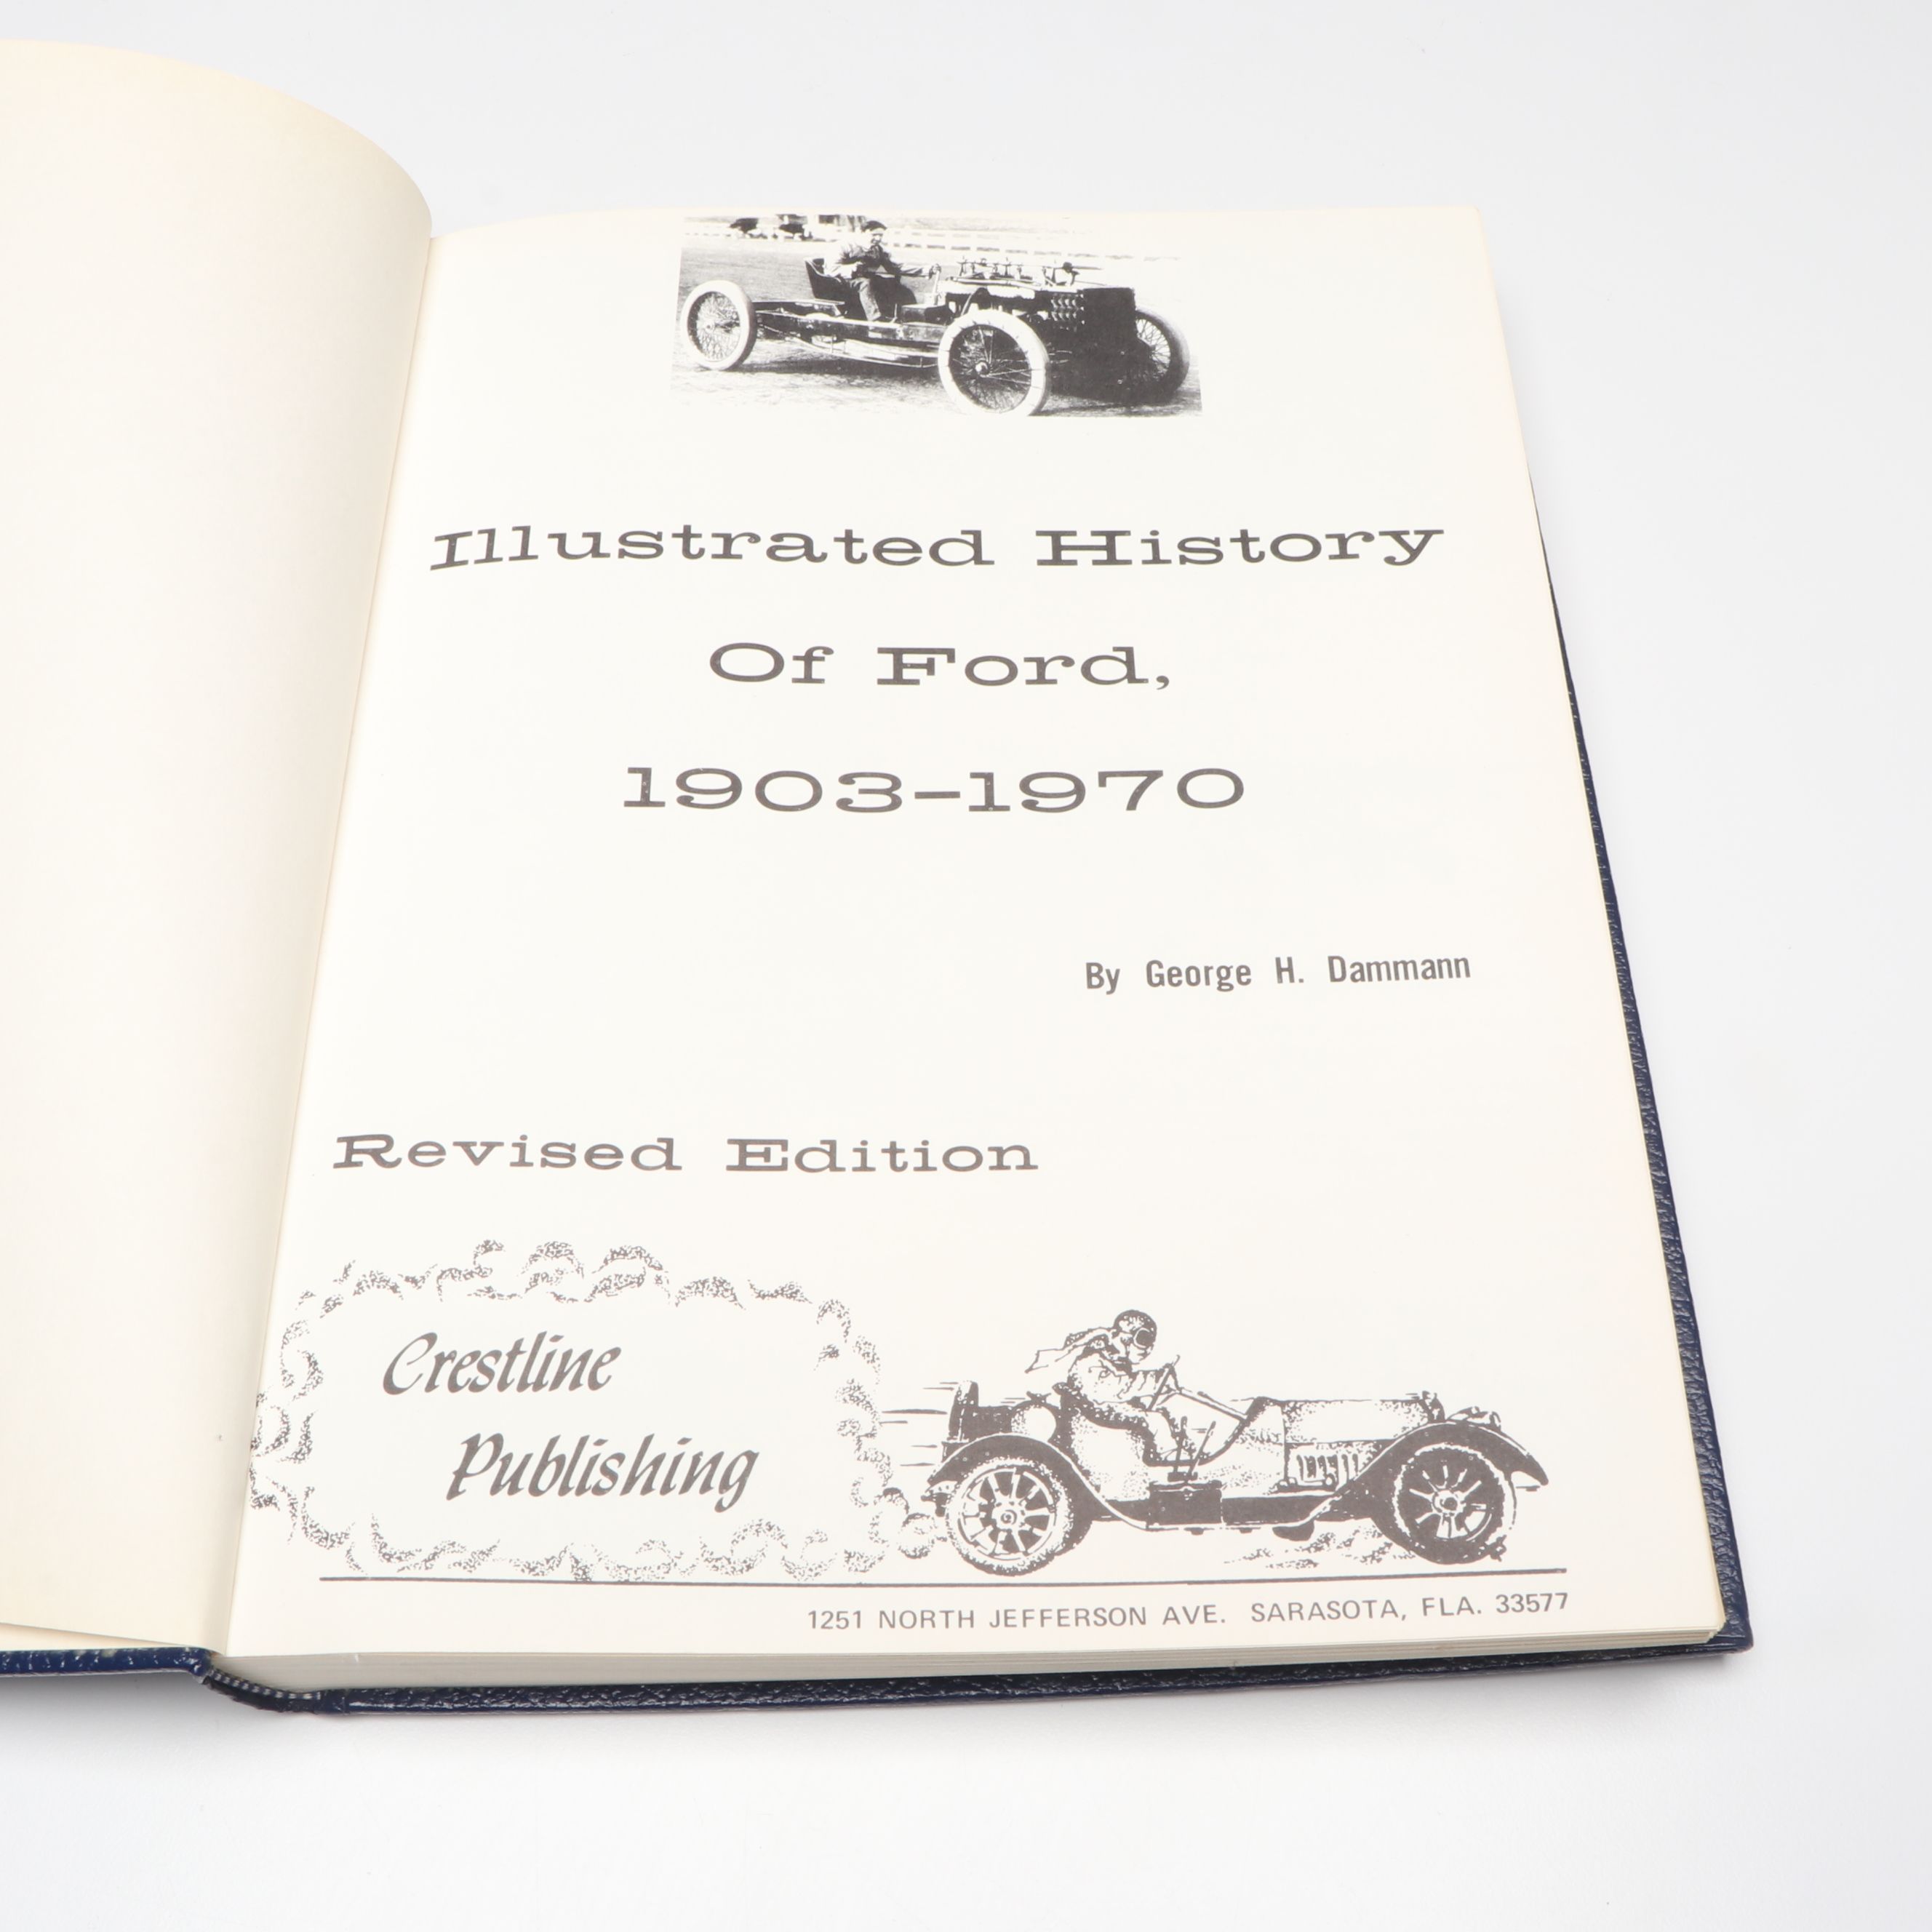 Illustrated History
Of Ford,
1903-1970
By George H. Dammann
Revised Edition
Crestline
Publishing
1251 NORTH JEFFERSON AVE. SARASOTA, FLA. 33577